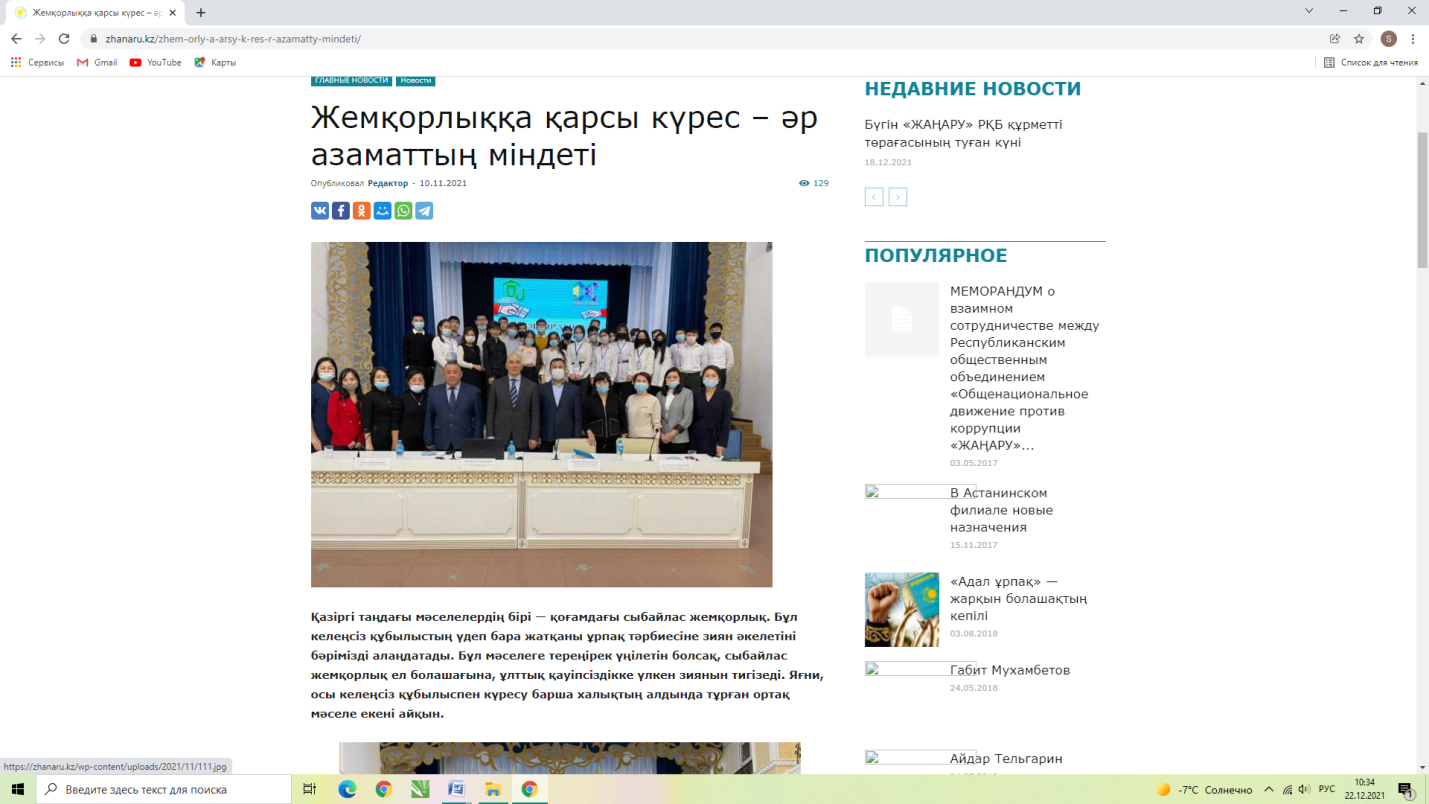 Жемқорлыққа қарсы күрес – әр
zhanaru.kz/zhem-orly-a-arsy-k-res-r-azamatty-mindeti/
S
Сервисы
Gmail
YouTube
Карты
Список для чтения
ГЛАВНЫЕ НОВОСТИ
Новости
Жемқорлыққа қарсы күрес – әр
азаматтың міндеті
Опубликовал Редактор - 10.11.2021
129
Қазіргі таңдағы мәселелердің бірі — қоғамдағы сыбайлас жемқорлық. Бұл
келеңсіз құбылыстың үдеп бара жатқаны ұрпақ тәрбиесіне зиян әкелетіні
бәрімізді алаңдатады. Бұл мәселеге тереңірек үңілетін болсақ, сыбайлас
жемқорлық ел болашағына, ұлттық қауіпсіздікке үлкен зиянын тигізеді. Яғни,
осы келеңсіз құбылыспен күресу барша халықтың алдында тұрған ортақ
мәселе екені айқын.
НЕДАВНИЕ НОВОСТИ
Бүгін «ЖАҢАРУ» РҚБ құрметті
төрағасының туған күні
18.12.2021
ПОПУЛЯРНОЕ
МЕМОРАНДУМ о
взаимном
сотрудничестве между
Республиканским
общественным
объединением
«Общенациональное
движение против
коррупции
«ЖАҢАРУ»...
03.05.2017
В Астанинском
филиале новые
назначения
15.11.2017
«Адал ұрпақ» —
жарқын болашақтың
кепілі
03.08.2018
Габит Мухамбетов
24.05.2018
Айдар Тельгарин
https://zhanaru.kz/wp-content/uploads/2021/11/111.jpg
Введите здесь текст для поиска
-7°C Солнечно
РУС
10:34
22.12.2021
1